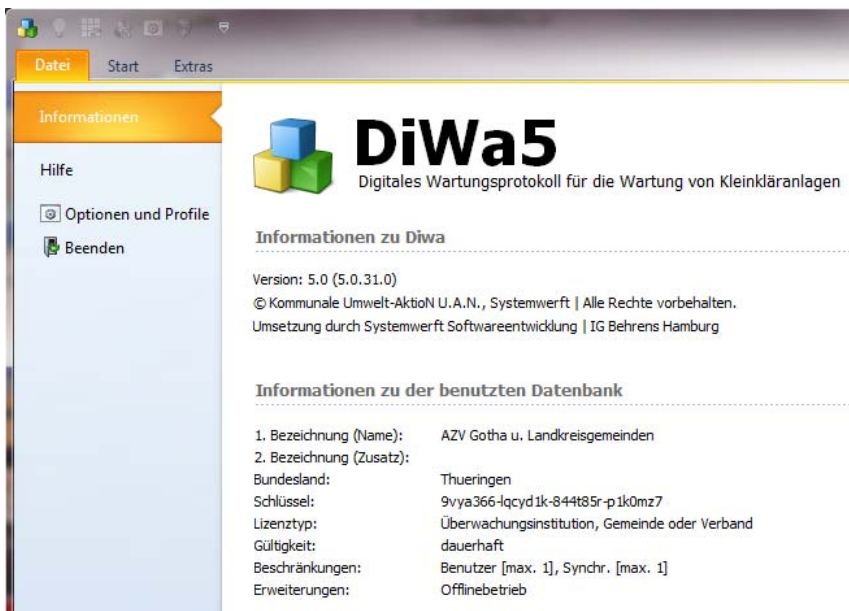 Datei Start Extras
Informationen
Hilfe
Optionen und Profile
Beenden
DiWa5
Digitales Wartungsprotokoll für die Wartung von Kleinkläranlagen
Informationen zu Diwa
Version: 5.0 (5.0.31.0)
© Kommunale Umwelt-AktioN U.A.N., Systemwerft | Alle Rechte vorbehalten.
Umsetzung durch Systemwerft Softwareentwicklung | IG Behrens Hamburg
Informationen zu der benutzten Datenbank
1. Bezeichnung (Name): AZV Gotha u. Landkreisgemeinden
2. Bezeichnung (Zusatz):
Bundesland: Thueringen
Schlüssel: 9vya366-lqcyd1k-844t85r-p1k0mz7
Lizenztyp: Überwachungsinstitution, Gemeinde oder Verband
Gültigkeit: dauerhaft
Beschränkungen: Benutzer [max. 1], Synchr. [max. 1]
Erweiterungen: Offlinebetrieb